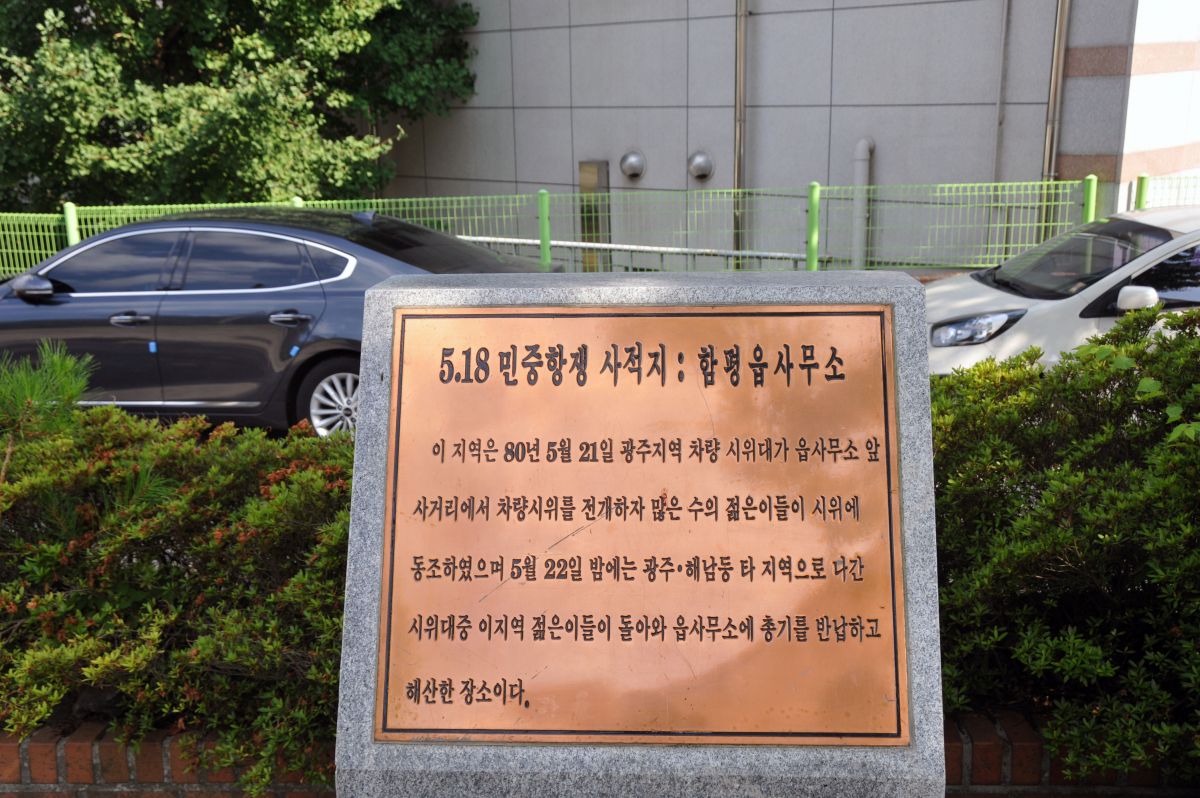 5.18 민중항쟁 사적지 : 함평읍사무소
이 지역은 80년 5월 21일 광주지역 차량 시위대가 읍사무소 앞
사거리에서 차량시위를 전개하자 많은 수의 젊은이들이 시위에
동조하였으며 5월 22일 밤에는 광주·해남등 타 지역으로 다간
시위대중 이지역 젊은이들이 돌아와 읍사무소에 총기를 반납하고
해산한 장소이다.